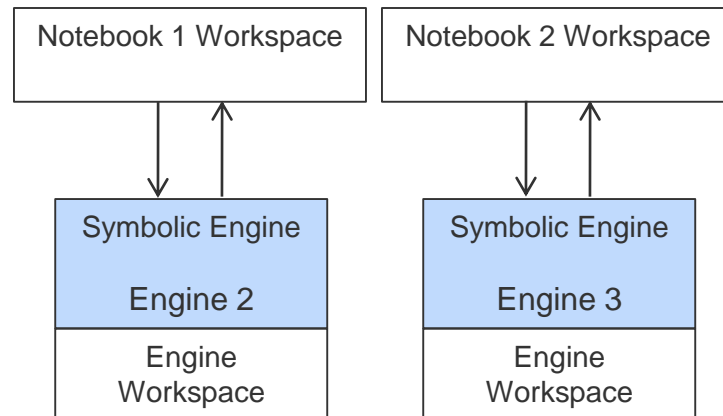 Notebook 1 Workspace
Notebook 2 Workspace
Symbolic Engine
Engine 2
Engine
Workspace
Symbolic Engine
Engine 3
Engine
Workspace